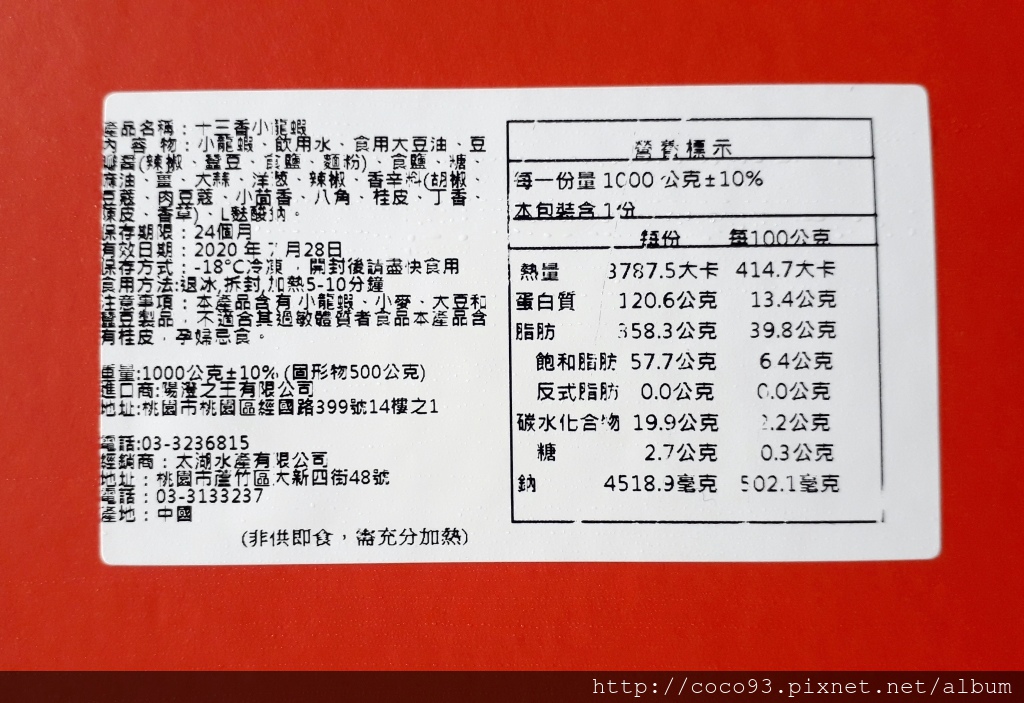 產品名稱：十三香小龍蝦
內 容 物：小龍蝦、飲用水、食用大豆油、豆
瓣醬(辣椒、蠶豆、食鹽、麵粉)、食鹽、糖、
麻油、薑、大蒜、洋蔥、辣椒、香辛料(胡椒、
豆蔻、肉豆蔻、小茴香、八角、桂皮、丁香、
陳皮、香草)、L麩酸鈉。
保存期限：24個月
有效日期：2020 年 7 月28日
保存方式：-18°C冷凍，開封後請盡快食用
食用方法:退冰,拆封,加熱5-10分鐘
注意事項：本產品含有小龍蝦、小麥、大豆和
蠶豆製品，不適合其過敏體質者食品本產品含
有桂皮，孕婦忌食。
重量:1000公克±10% (固形物500公克)
進口商:陽澄之王有限公司
地址:桃園市桃園區經國路399號14樓之1
電話:03-3236815
經銷商：太湖水產有限公司
地址：桃園市蘆竹區大新四街48號
電話：03-3133237
產地：中國
(非供即食，需充分加熱)
營養標示
每一份量 1000 公克±10%
本包裝含 1份
每份 每100公克
熱量 3787.5大卡 414.7大卡
蛋白質 120.6公克 13.4公克
脂肪 358.3公克 39.8公克
飽和脂肪 57.7公克 6.4公克
反式脂肪 0.0公克 0.0公克
碳水化合物 19.9公克 2.2公克
糖 2.7公克 0.3公克
鈉 4518.9毫克 502.1毫克
http://coco93.pixnet.net/album